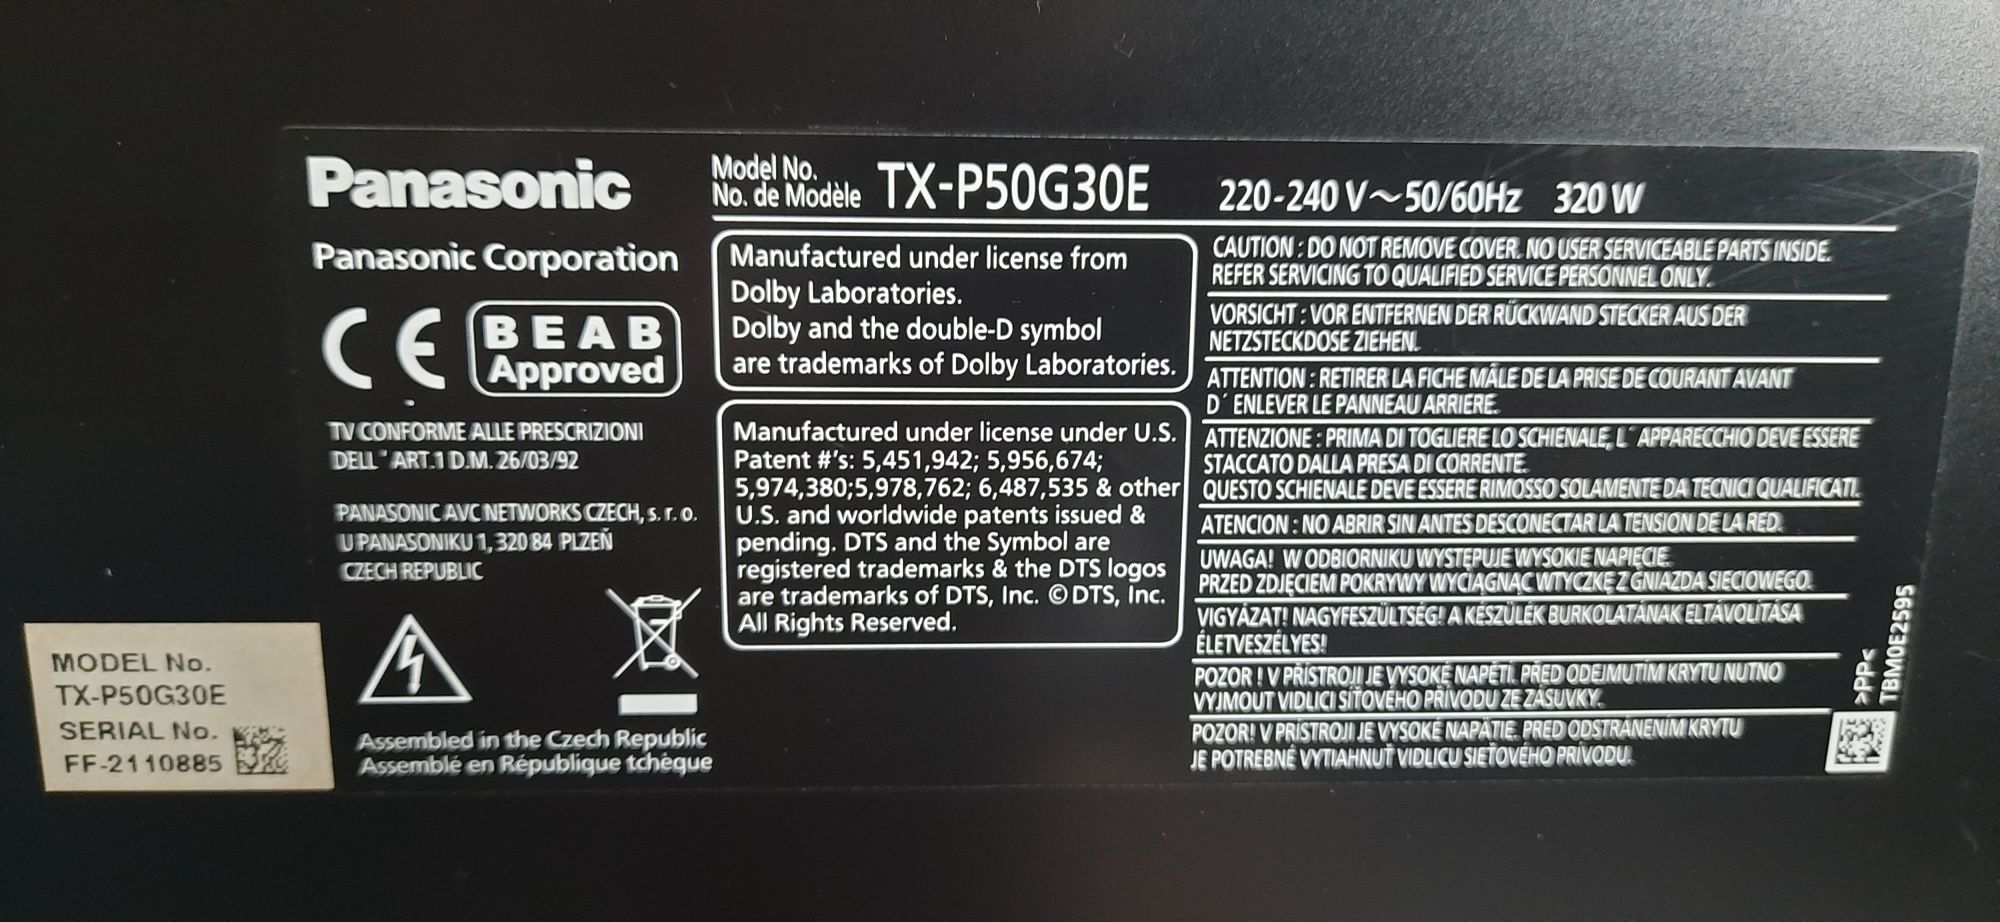 Panasonic
Model No.
No. de Modèle
TX-P50G30E
220-240 V～50/60Hz 320 W
Panasonic Corporation
CE
BEAB
Approved
TV CONFORME ALLE PRESCRIZIONI
DELL´ ART.1 D.M. 26/03/92
PANASONIC AVC NETWORKS CZECH, s. r. o.
U PANASONIKU 1, 320 84 PLZEŇ
CZECH REPUBLIC
Assembled in the Czech Republic
Assemblé en République tchèque
Manufactured under license from
Dolby Laboratories.
Dolby and the double-D symbol
are trademarks of Dolby Laboratories.
Manufactured under license under U.S.
Patent #'s: 5,451,942; 5,956,674;
5,974,380;5,978,762; 6,487,535 & other
U.S. and worldwide patents issued &
pending. DTS and the Symbol are
registered trademarks & the DTS logos
are trademarks of DTS, Inc. © DTS, Inc.
All Rights Reserved.
CAUTION : DO NOT REMOVE COVER. NO USER SERVICEABLE PARTS INSIDE.
REFER SERVICING TO QUALIFIED SERVICE PERSONNEL ONLY.
VORSICHT : VOR ENTFERNEN DER RÜCKWAND STECKER AUS DER
NETZSTECKDOSE ZIEHEN.
ATTENTION : RETIRER LA FICHE MÂLE DE LA PRISE DE COURANT AVANT
D´ ENLEVER LE PANNEAU ARRIERE.
ATTENZIONE : PRIMA DI TOGLIERE LO SCHIENALE, L´ APPARECCHIO DEVE ESSERE
STACCATO DALLA PRESA DI CORRENTE.
QUESTO SCHIENALE DEVE ESSERE RIMOSSO SOLAMENTE DA TECNICI QUALIFICATI.
ATENCION : NO ABRIR SIN ANTES DESCONECTAR LA TENSION DE LA RED.
UWAGA! W ODBIORNIKU WYSTĘPUJE WYSOKIE NAPIĘCIE.
PRZED ZDJĘCIEM POKRYWY WYCIĄGNĄĆ WTYCZKĘ Z GNIAZDA SIECIOWEGO.
VIGYÁZAT! NAGYFESZÜLTSÉG! A KÉSZÜLÉK BURKOLATÁNAK ELTÁVOLÍTÁSA
ÉLETVESZÉLYES!
POZOR ! V PŘÍSTROJI JE VYSOKÉ NAPĚTÍ. PŘED ODEJMUTÍM KRYTU NUTNO
VYJMOUT VIDLICI SÍŤOVÉHO PŘÍVODU ZE ZÁSUVKY.
POZOR! V PRÍSTROJI JE VYSOKÉ NAPÄTIE. PRED ODSTRÁNENÍM KRYTU
JE POTREBNÉ VYTIAHNUŤ VIDLICU SIEŤOVÉHO PRÍVODU.
>PP<
TBM0E2595
MODEL No.
TX-P50G30E
SERIAL No.
FF-2110885